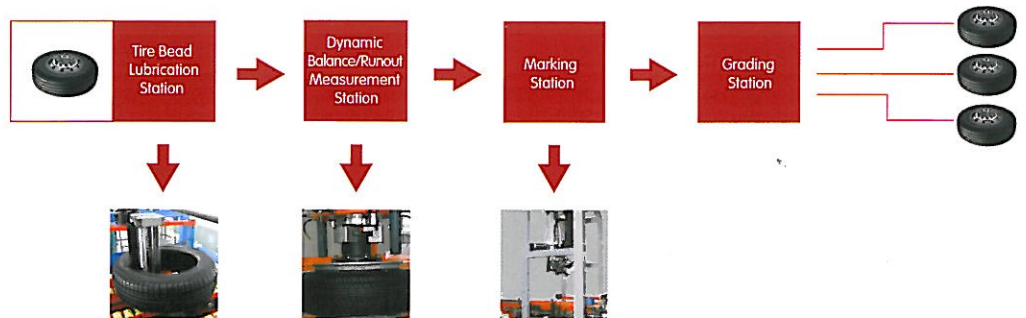 Tire Bead
Lubrication
Station
Dynamic
Balance/Runout
Measurement
Station
Marking
Station
Grading
Station